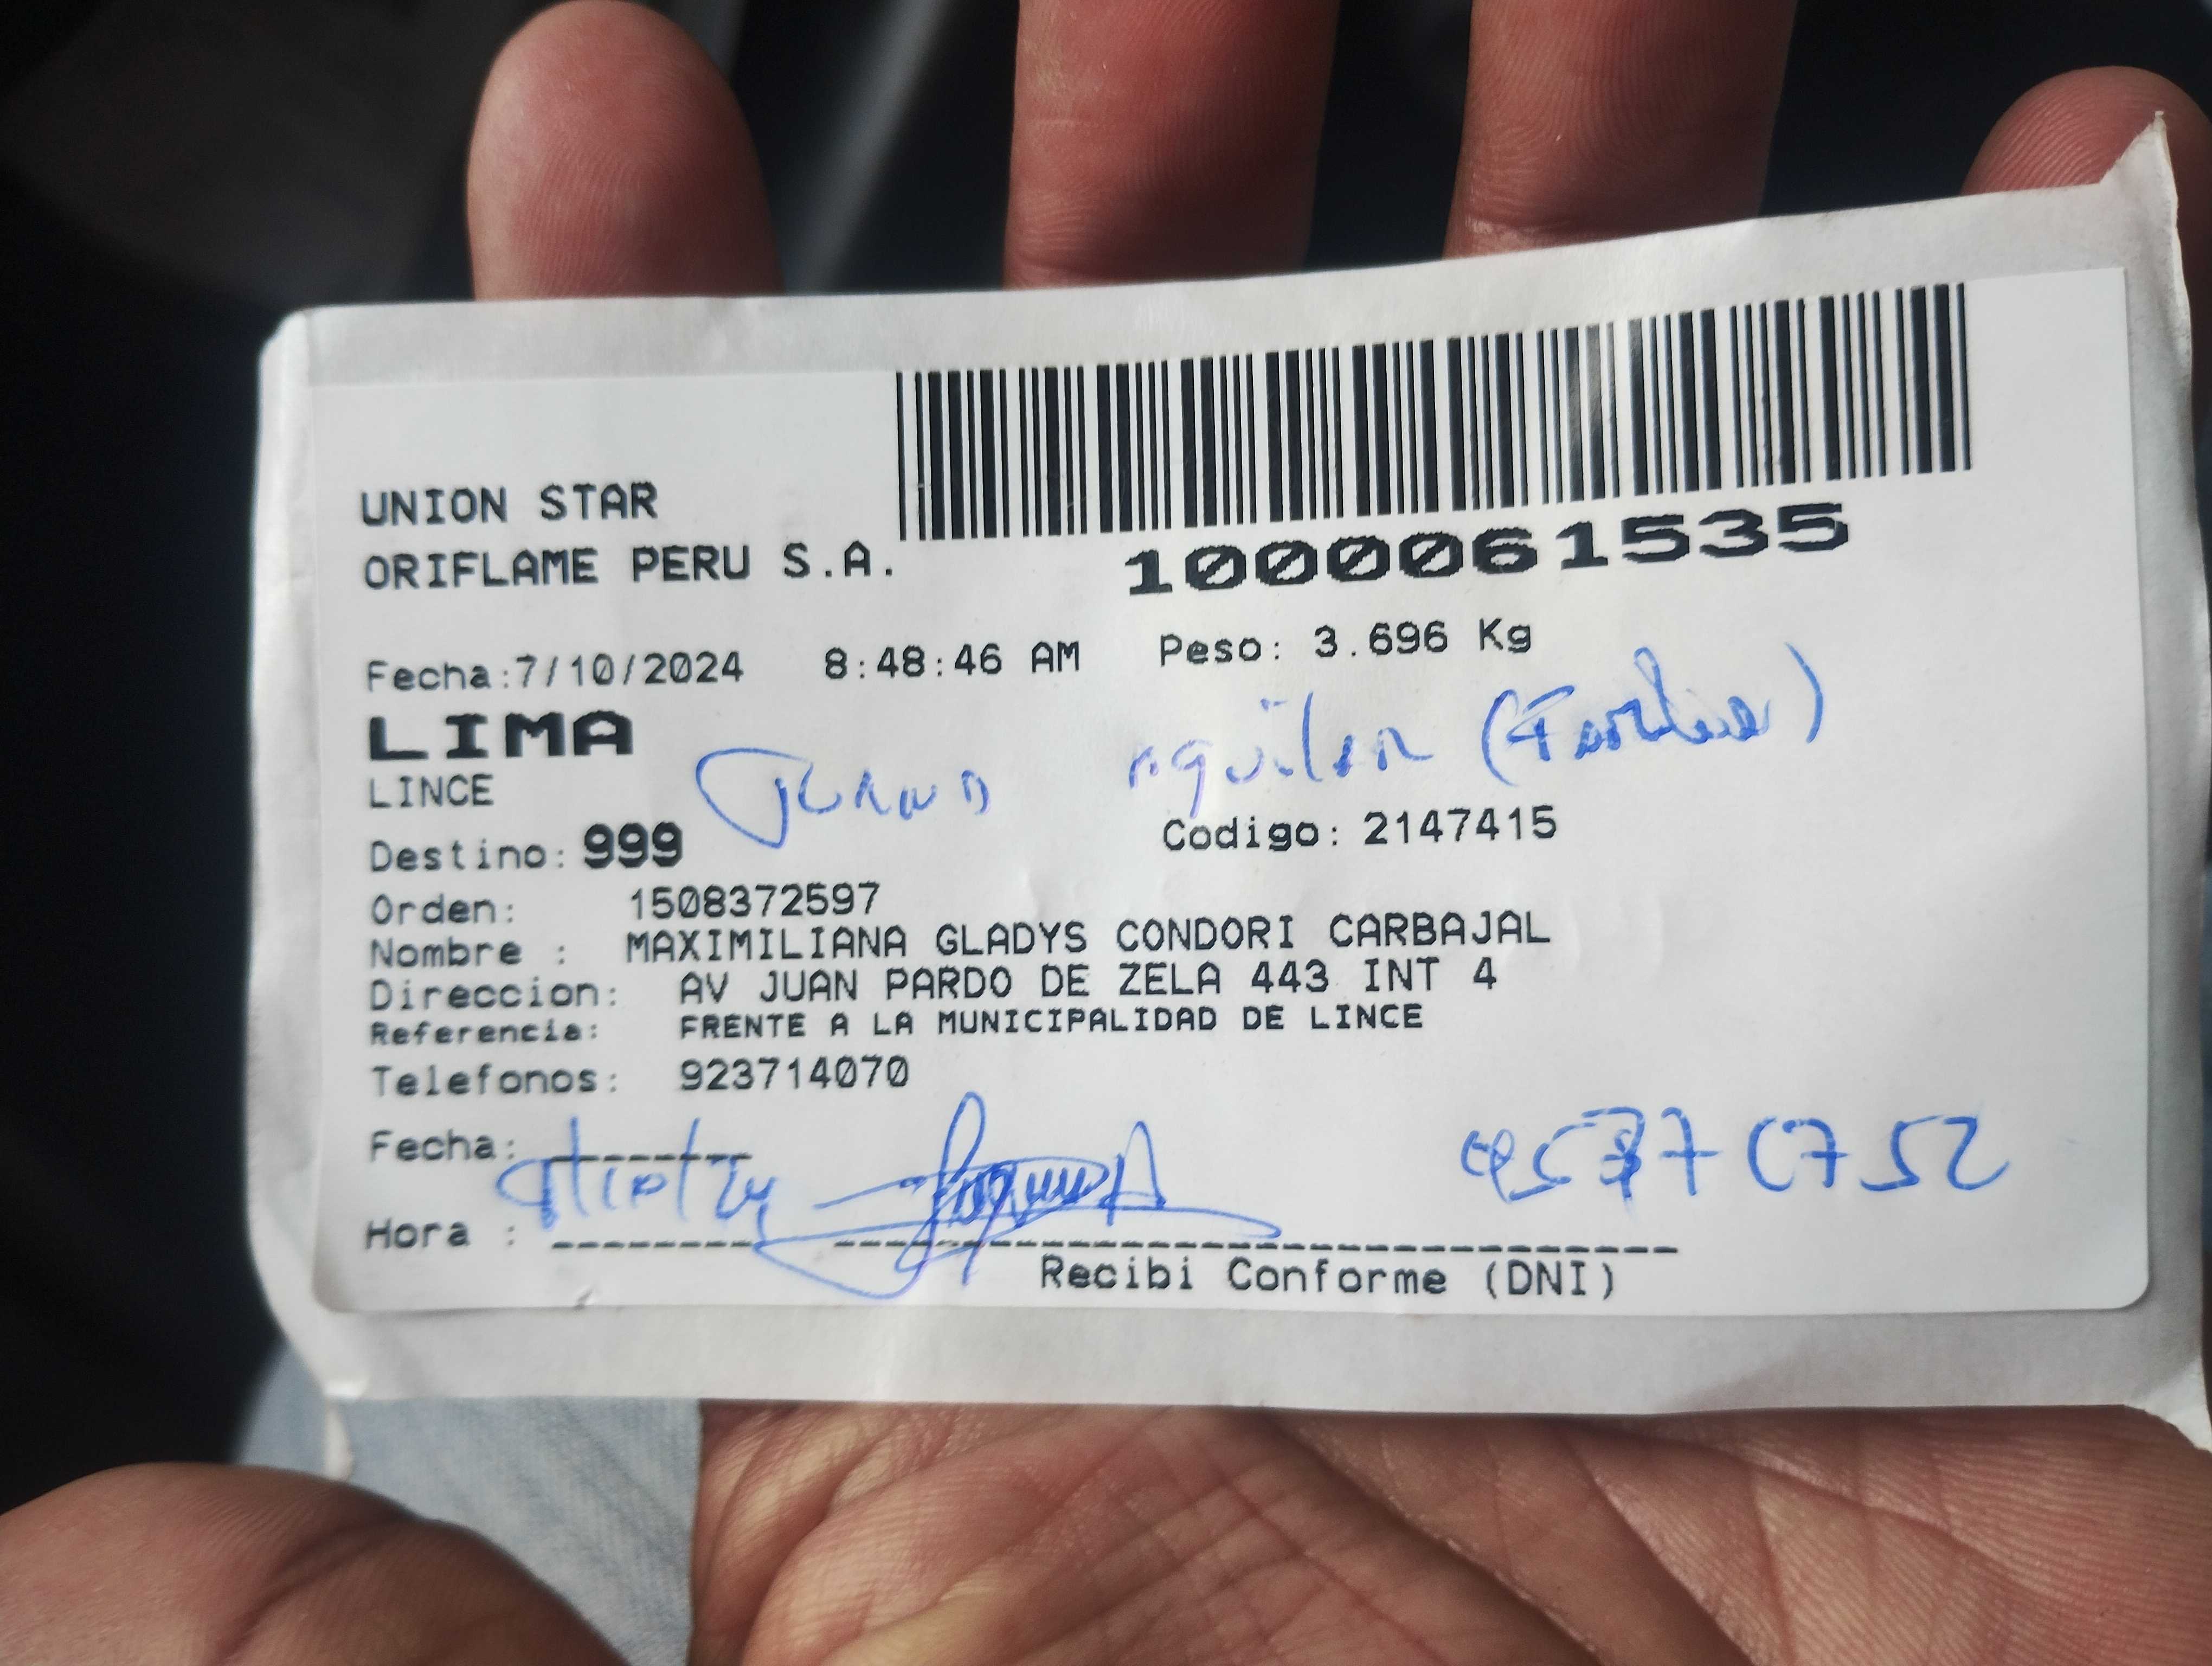 UNION STAR
ORIFLAME PERU S.A.
1000061535
Fecha:7/10/2024 8:48:46 AM Peso: 3.696 Kg
LIMA
LINCE
Aguilar
Destino: 999 Codigo: 2147415
Orden: 1508372597
Nombre : MAXIMILIANA GLADYS CONDORI CARBAJAL
Direccion: AV JUAN PARDO DE ZELA 443 INT 4
Referencia: FRENTE A LA MUNICIPALIDAD DE LINCE
Telefonos: 923714070
Fecha:
Hora :
Recibi Conforme (DNI)